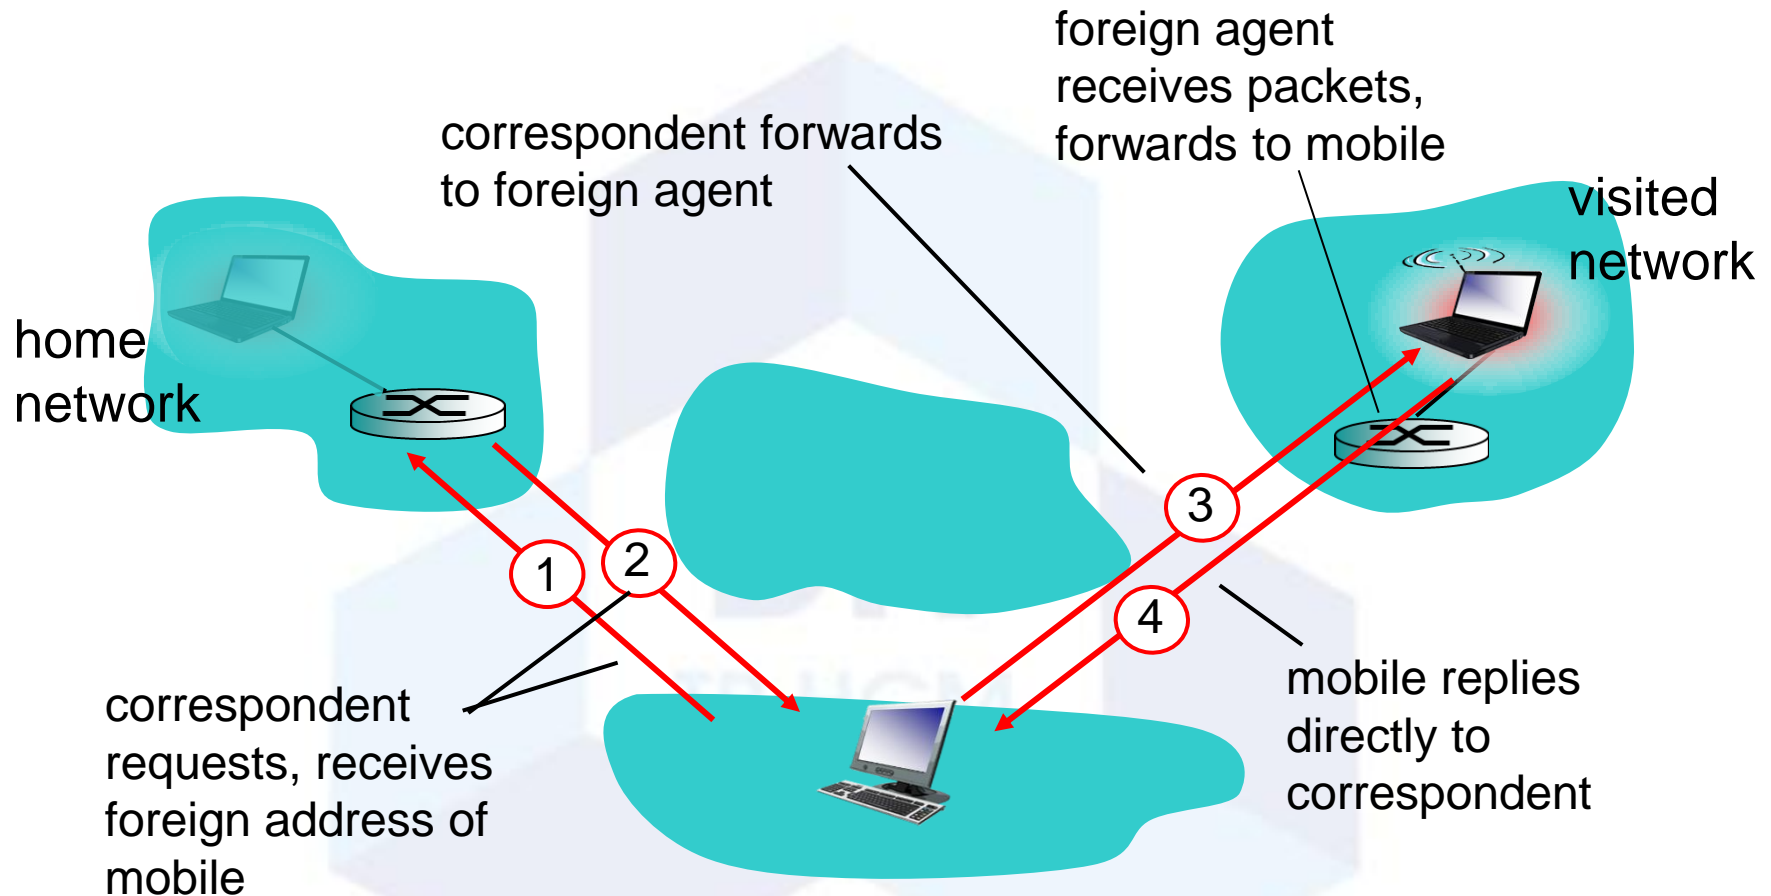 foreign agent
receives packets,
forwards to mobile
correspondent forwards
to foreign agent
visited
network
home
network
3
2
1
4
correspondent
requests, receives
foreign address of
mobile
mobile replies
directly to
correspondent